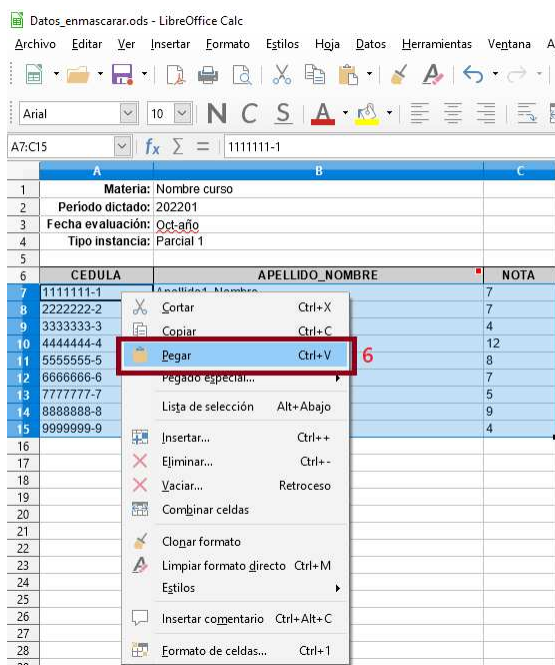 Datos_enmascarar.ods - LibreOffice Calc
Archivo Editar Ver Insertar Formato Estilos Hoja Datos Herramientas Ventana A
Arial 10 N C S A
A7:C15 fx Σ = 1111111-1
A B C
1 Materia: Nombre curso
2 Período dictado: 202201
3 Fecha evaluación: Oct-año
4 Tipo instancia: Parcial 1
5
6 CEDULA APELLIDO_NOMBRE NOTA
7 1111111-1 Apellido1, Nombre 7
8 2222222-2 7
9 3333333-3 4
10 4444444-4 12
11 5555555-5 8
12 6666666-6 7
13 7777777-7 5
14 8888888-8 9
15 9999999-9 4
16
17
18
19
20
21
22
23
24
25
26
27
28
Cortar Ctrl+X
Copiar Ctrl+C
Pegar Ctrl+V 6
Pegado especial...
Lista de selección Alt+Abajo
Insertar... Ctrl++
Eliminar... Ctrl+-
Vaciar... Retroceso
Combinar celdas
Clonar formato
Limpiar formato directo Ctrl+M
Estilos
Insertar comentario Ctrl+Alt+C
Formato de celdas... Ctrl+1